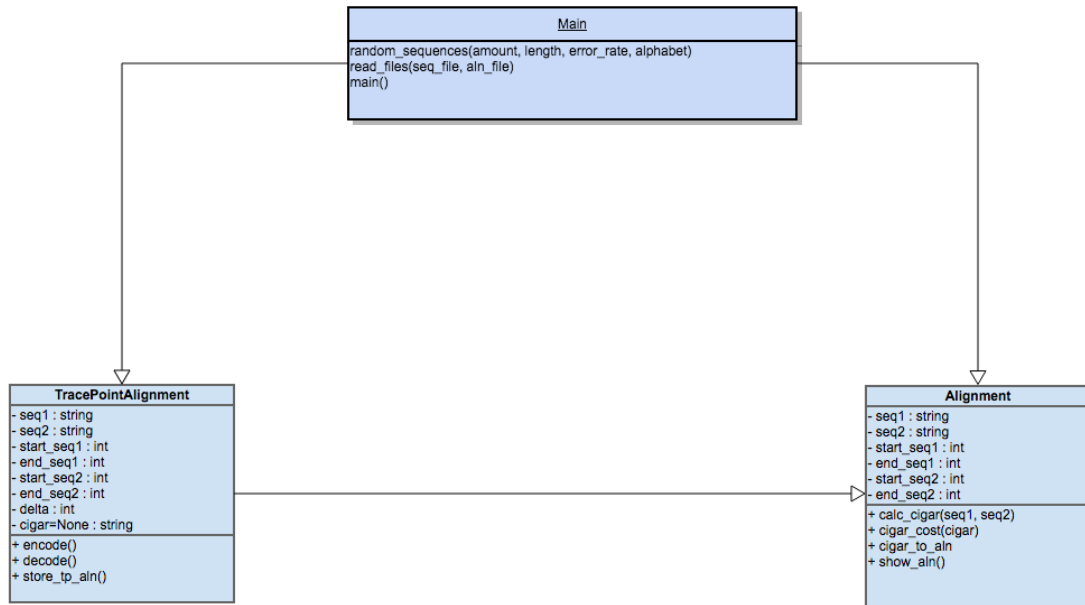 Main
random_sequences(amount, length, error_rate, alphabet)
read_files(seq_file, aln_file)
main()
TracePointAlignment
- seq1 : string
- seq2 : string
- start_seq1 : int
- end_seq1 : int
- start_seq2 : int
- end_seq2 : int
- delta : int
- cigar=None : string
+ encode()
+ decode()
+ store_tp_aln()
Alignment
- seq1 : string
- seq2 : string
- start_seq1 : int
- end_seq1 : int
- start_seq2 : int
- end_seq2 : int
+ calc_cigar(seq1, seq2)
+ cigar_cost(cigar)
+ cigar_to_aln
+ show_aln()